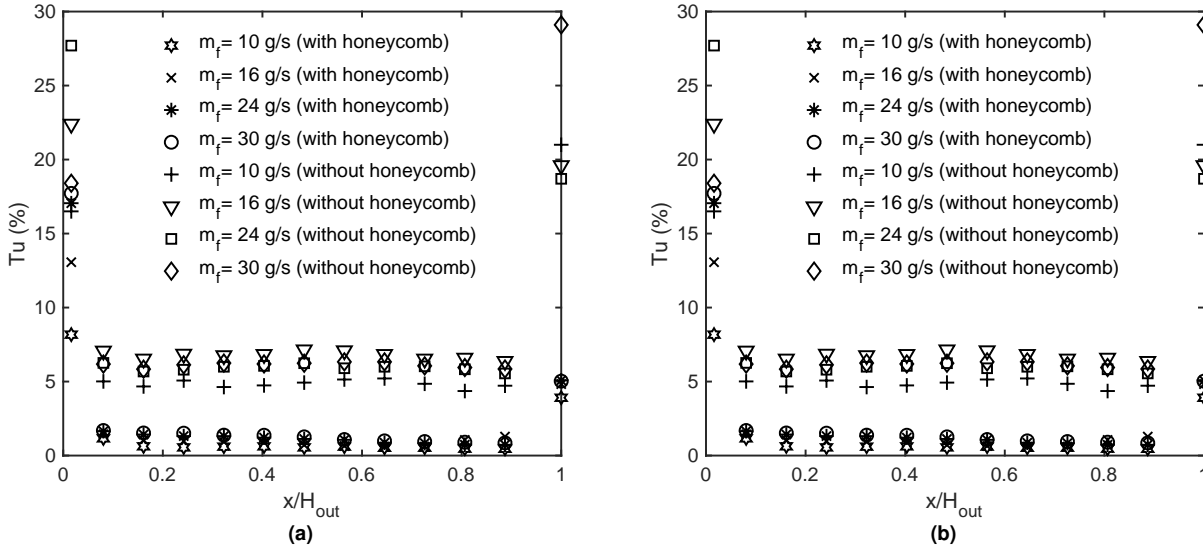 30
25
20
15
10
5
0
Tu (%)
m_f= 10 g/s (with honeycomb)
m_f= 16 g/s (with honeycomb)
m_f= 24 g/s (with honeycomb)
m_f= 30 g/s (with honeycomb)
m_f= 10 g/s (without honeycomb)
m_f= 16 g/s (without honeycomb)
m_f= 24 g/s (without honeycomb)
m_f= 30 g/s (without honeycomb)
0 0.2 0.4 0.6 0.8 1
x/H_out
(a)
30
25
20
15
10
5
0
Tu (%)
m_f= 10 g/s (with honeycomb)
m_f= 16 g/s (with honeycomb)
m_f= 24 g/s (with honeycomb)
m_f= 30 g/s (with honeycomb)
m_f= 10 g/s (without honeycomb)
m_f= 16 g/s (without honeycomb)
m_f= 24 g/s (without honeycomb)
m_f= 30 g/s (without honeycomb)
0 0.2 0.4 0.6 0.8 1
x/H_out
(b)